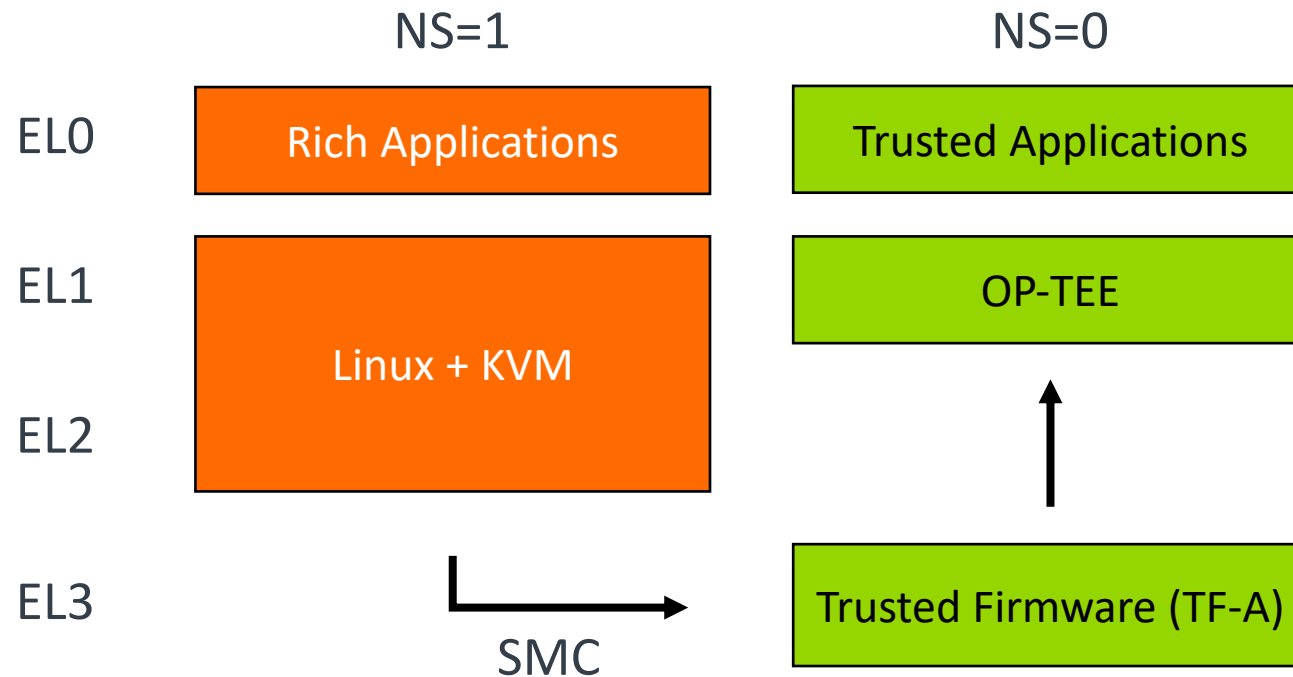 NS=1
NS=0
EL0
Rich Applications
Trusted Applications
EL1
OP-TEE
Linux + KVM
EL2
EL3
Trusted Firmware (TF-A)
SMC